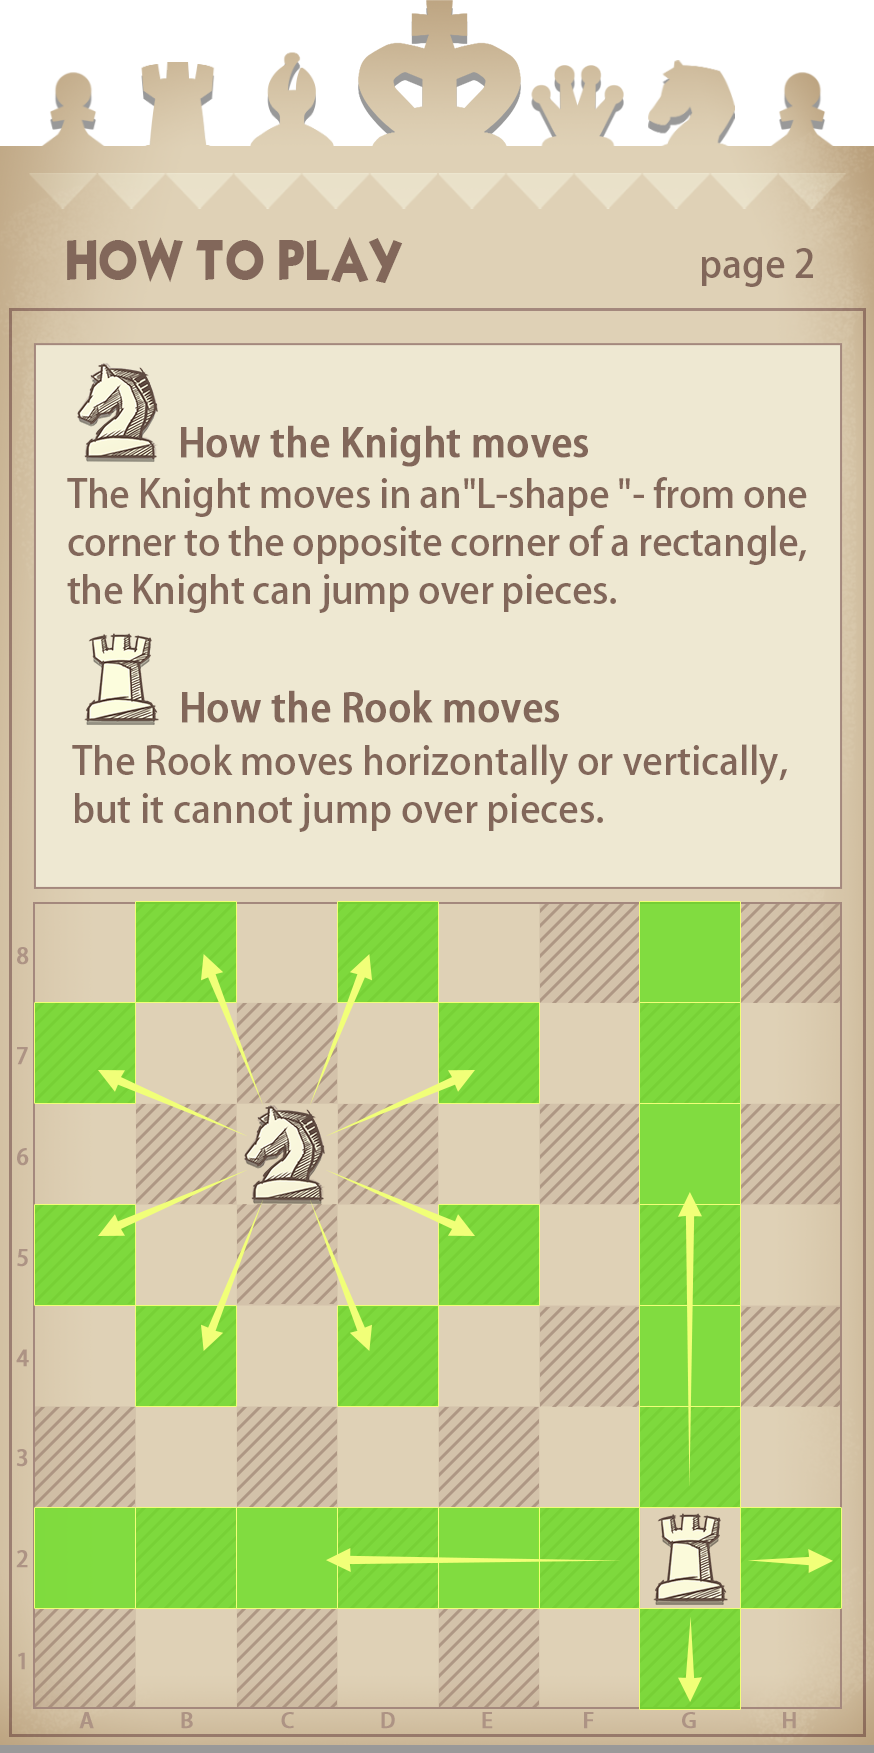 HOW TO PLAY
page 2
How the Knight moves
The Knight moves in an"L-shape "- from one
corner to the opposite corner of a rectangle,
the Knight can jump over pieces.
How the Rook moves
The Rook moves horizontally or vertically,
but it cannot jump over pieces.
8
7
6
5
4
3
2
1
A B C D E F G H